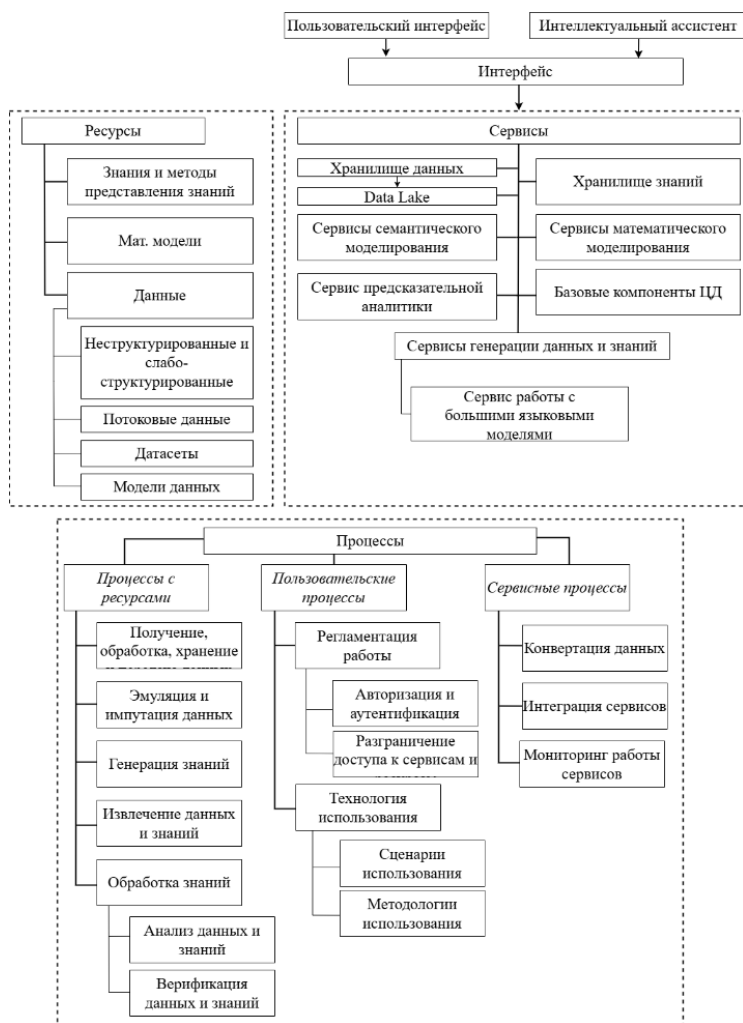 Пользовательский интерфейс
Интеллектуальный ассистент
Интерфейс
Ресурсы
Знания и методы
представления знаний
Мат. модели
Данные
Неструктурированные и
слабо-
структурированные
Потоковые данные
Датасеты
Модели данных
Сервисы
Хранилище данных
Data Lake
Хранилище знаний
Сервисы семантического
моделирования
Сервисы математического
моделирования
Сервис предсказательной
аналитики
Базовые компоненты ЦД
Сервисы генерации данных и знаний
Сервис работы с
большими языковыми
моделями
Процессы
Процессы с
ресурсами
Получение,
обработка, хранение
Эмуляция и
импутация данных
Генерация знаний
Извлечение данных
и знаний
Обработка знаний
Анализ данных и
знаний
Верификация
данных и знаний
Пользовательские
процессы
Регламентация
работы
Авторизация и
аутентификация
Разграничение
доступа к сервисам и
Технология
использования
Сценарии
использования
Методологии
использования
Сервисные процессы
Конвертация данных
Интеграция сервисов
Мониторинг работы
сервисов